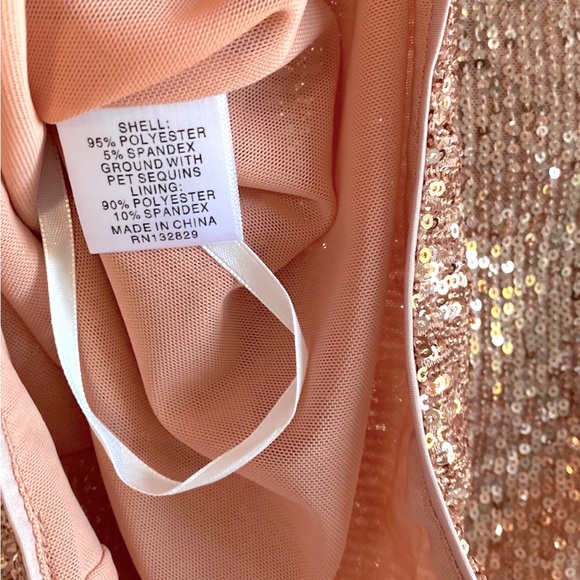 SHELL:
95% POLYESTER
5% SPANDEX
GROUND WITH
PET SEQUINS
LINING:
90% POLYESTER
10% SPANDEX
MADE IN CHINA
RN132829